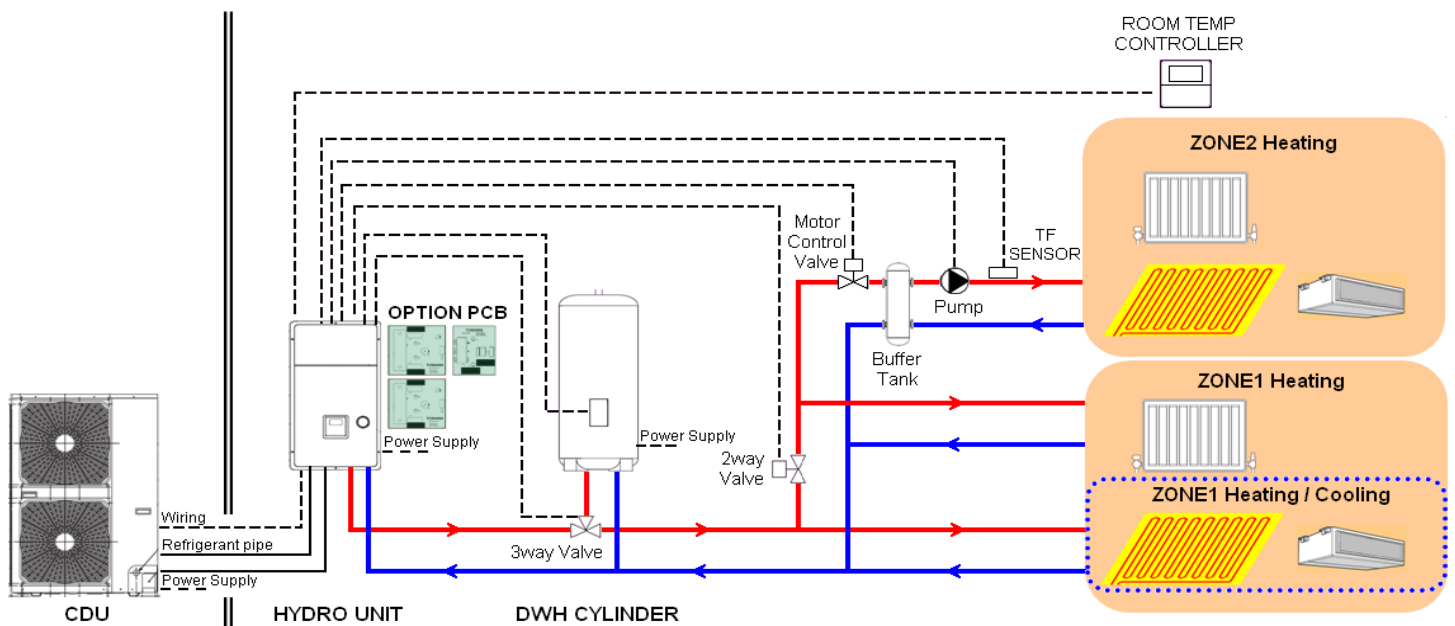 ROOM TEMP
CONTROLLER
ZONE2 Heating
Motor
Control
Valve
TF
SENSOR
Pump
Buffer
Tank
OPTION PCB
ZONE1 Heating
Power Supply
Power Supply
2way
Valve
ZONE1 Heating / Cooling
Wiring
Refrigerant pipe
Power Supply
3way Valve
CDU
HYDRO UNIT
DWH CYLINDER